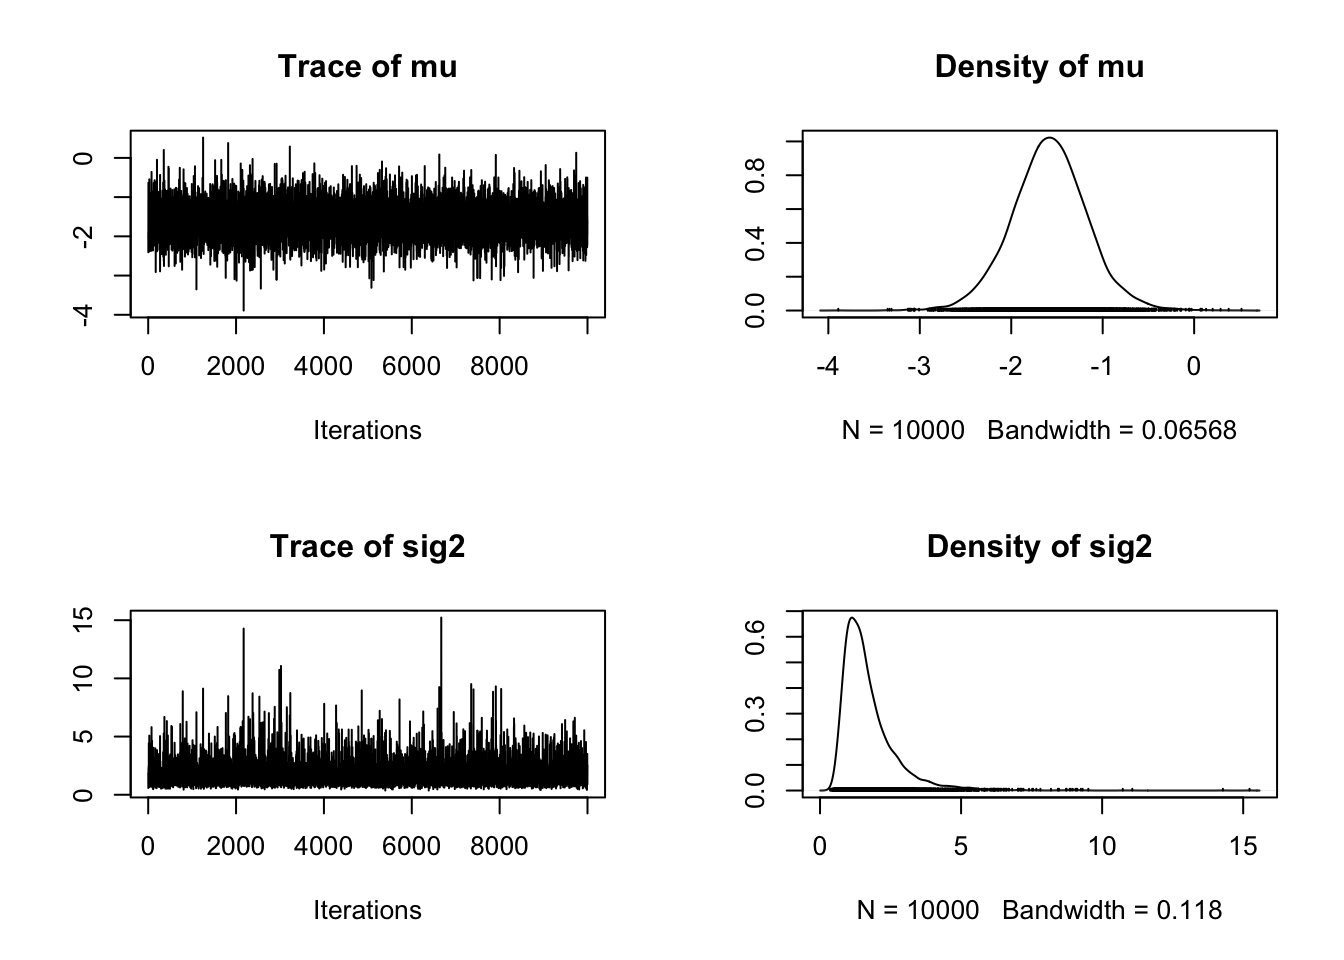 Trace of mu
0
-2
-4
0 2000 4000 6000 8000
Iterations
Density of mu
0.8
0.4
0.0
-4 -3 -2 -1 0
N = 10000 Bandwidth = 0.06568
Trace of sig2
15
10
5
0
0 2000 4000 6000 8000
Iterations
Density of sig2
0.6
0.3
0.0
0 5 10 15
N = 10000 Bandwidth = 0.118